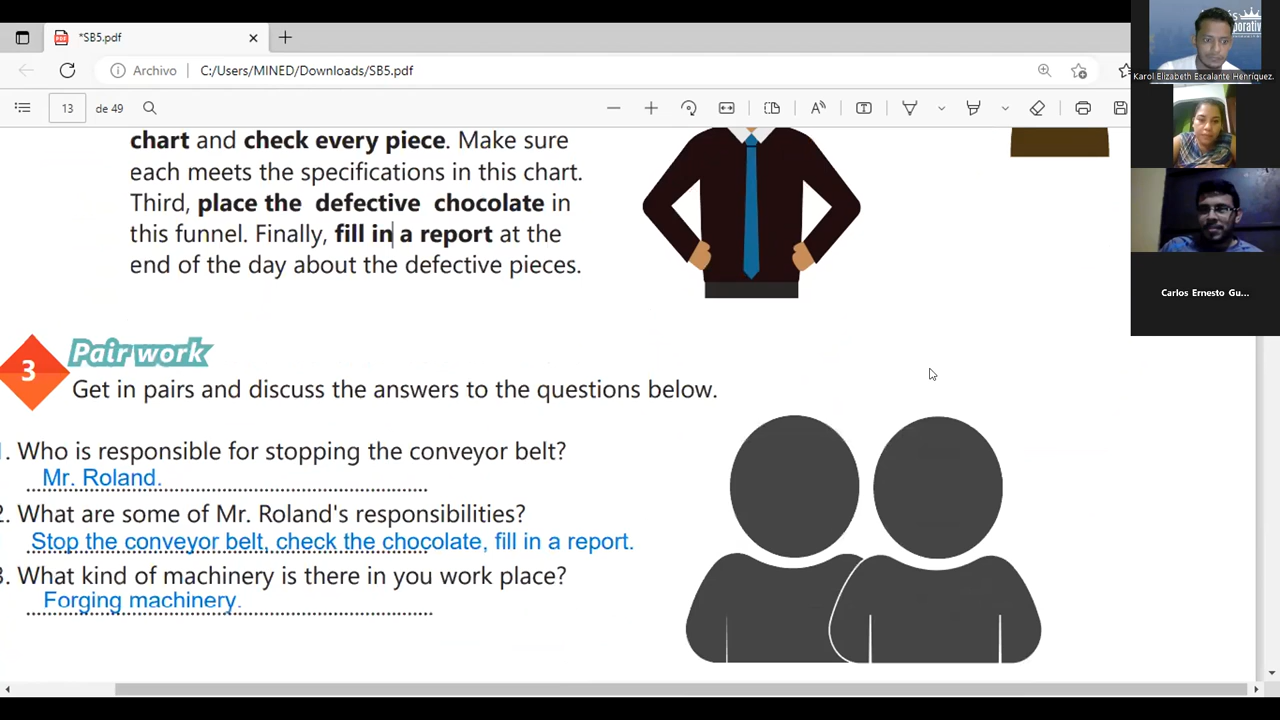 *SB5.pdf
Archivo
C:/Users/MINED/Downloads/SB5.pdf
13
de 49
Karol Elizabeth Escalante Henríquez.
Carlos Ernesto Gu...
chart and check every piece. Make sure
each meets the specifications in this chart.
Third, place the defective chocolate in
this funnel. Finally, fill in a report at the
end of the day about the defective pieces.
3
Pair work
Get in pairs and discuss the answers to the questions below.
. Who is responsible for stopping the conveyor belt?
Mr. Roland.
2. What are some of Mr. Roland's responsibilities?
Stop the conveyor belt, check the chocolate, fill in a report.
3. What kind of machinery is there in you work place?
Forging machinery.